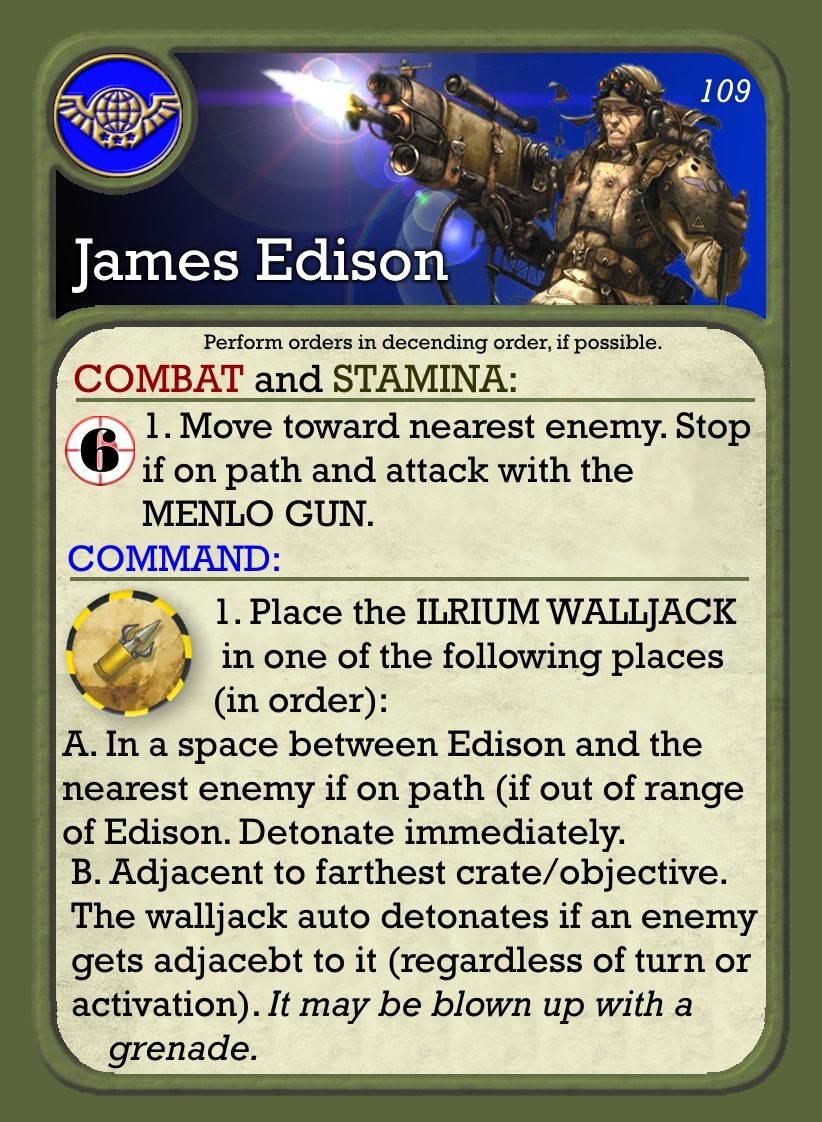 109
James Edison
Perform orders in decending order, if possible.
COMBAT and STAMINA:
6 1. Move toward nearest enemy. Stop
if on path and attack with the
MENLO GUN.
COMMAND:
1. Place the ILRIUM WALLJACK
in one of the following places
(in order):
A. In a space between Edison and the
nearest enemy if on path (if out of range
of Edison. Detonate immediately.
B. Adjacent to farthest crate/objective.
The walljack auto detonates if an enemy
gets adjacebt to it (regardless of turn or
activation). It may be blown up with a
grenade.